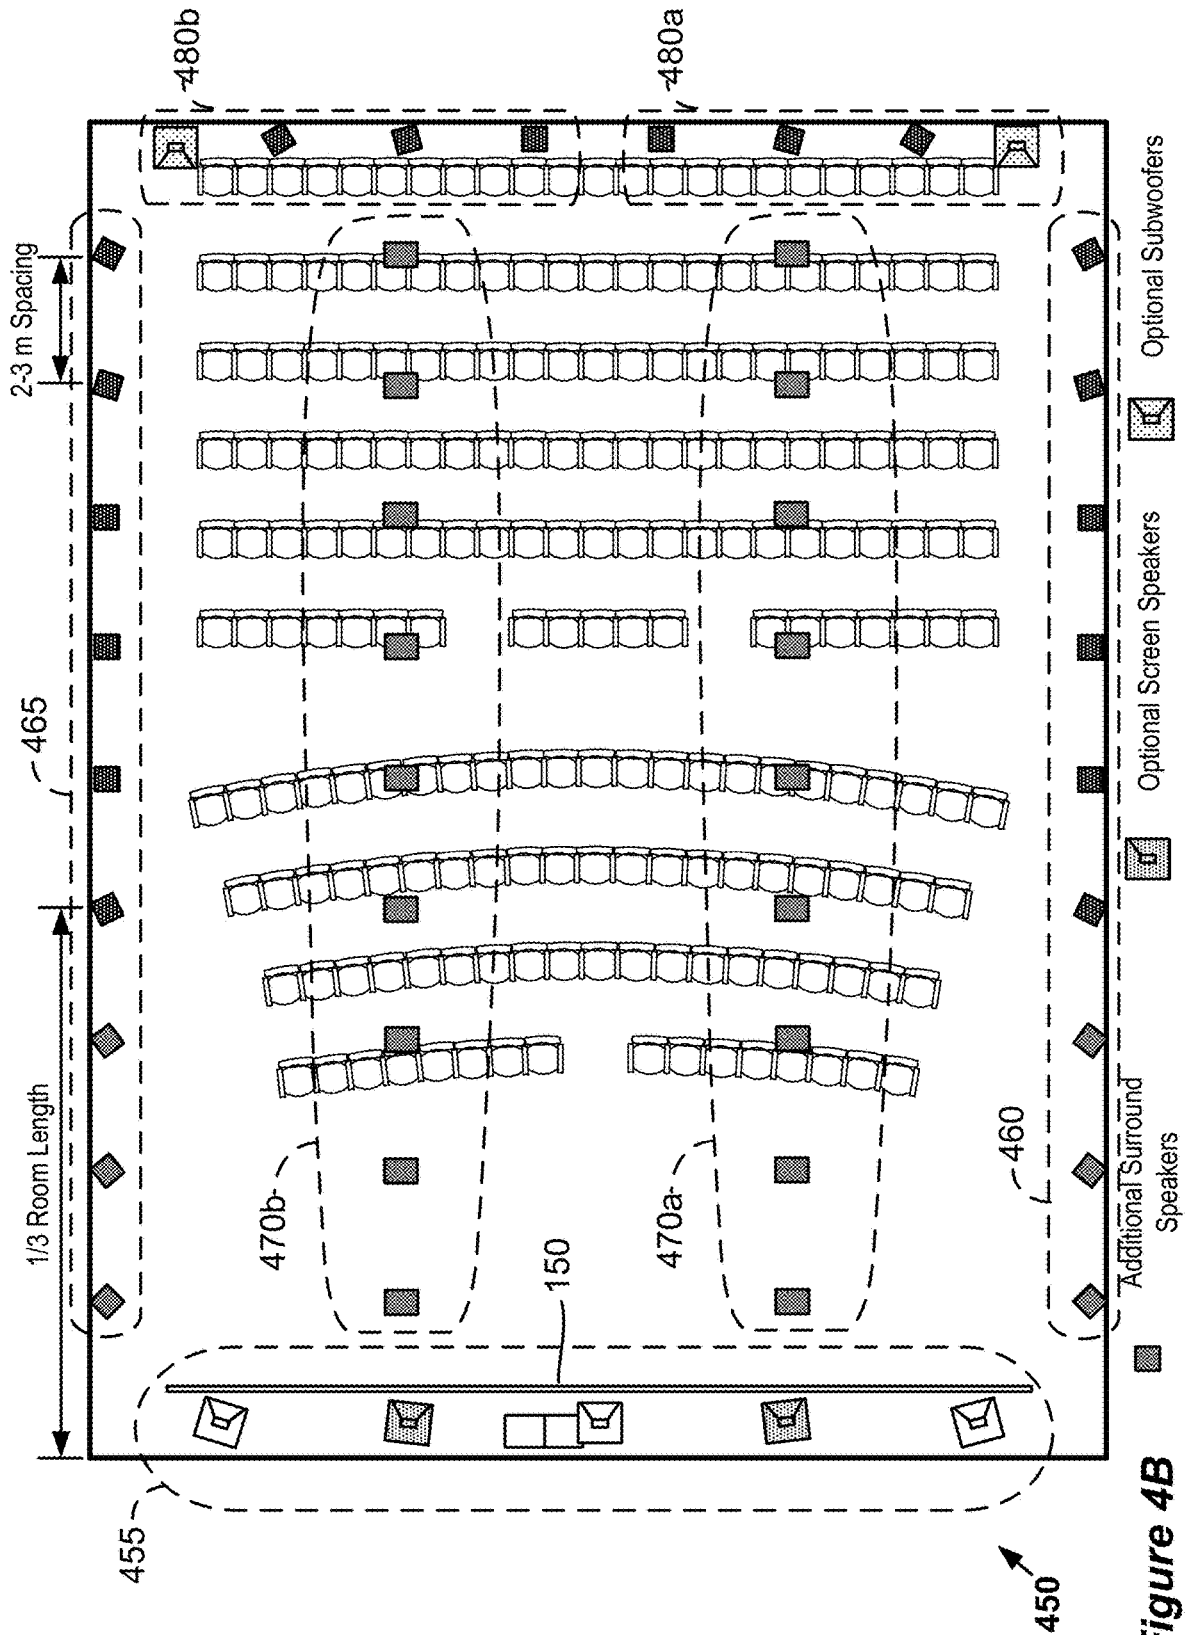 480b
480a
2-3 m Spacing
465
1/3 Room Length
470b
470a
150
460
455
450
Additional Surround
Speakers
Optional Screen Speakers
Optional Subwoofers
Figure 4B